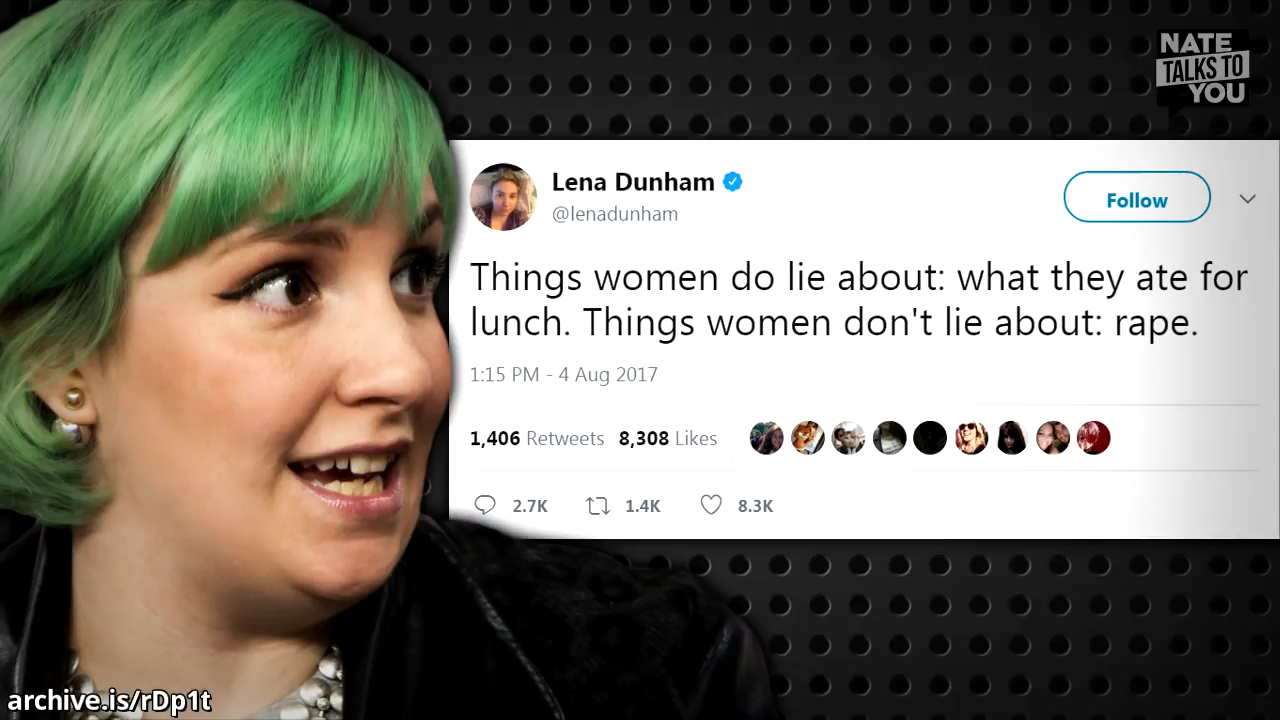 NATE
TALKS TO
YOU
Lena Dunham
@lenadunham
Follow
Things women do lie about: what they ate for
lunch. Things women don't lie about: rape.
1:15 PM - 4 Aug 2017
1,406 Retweets 8,308 Likes
2.7K 1.4K 8.3K
archive.is/rDp1t